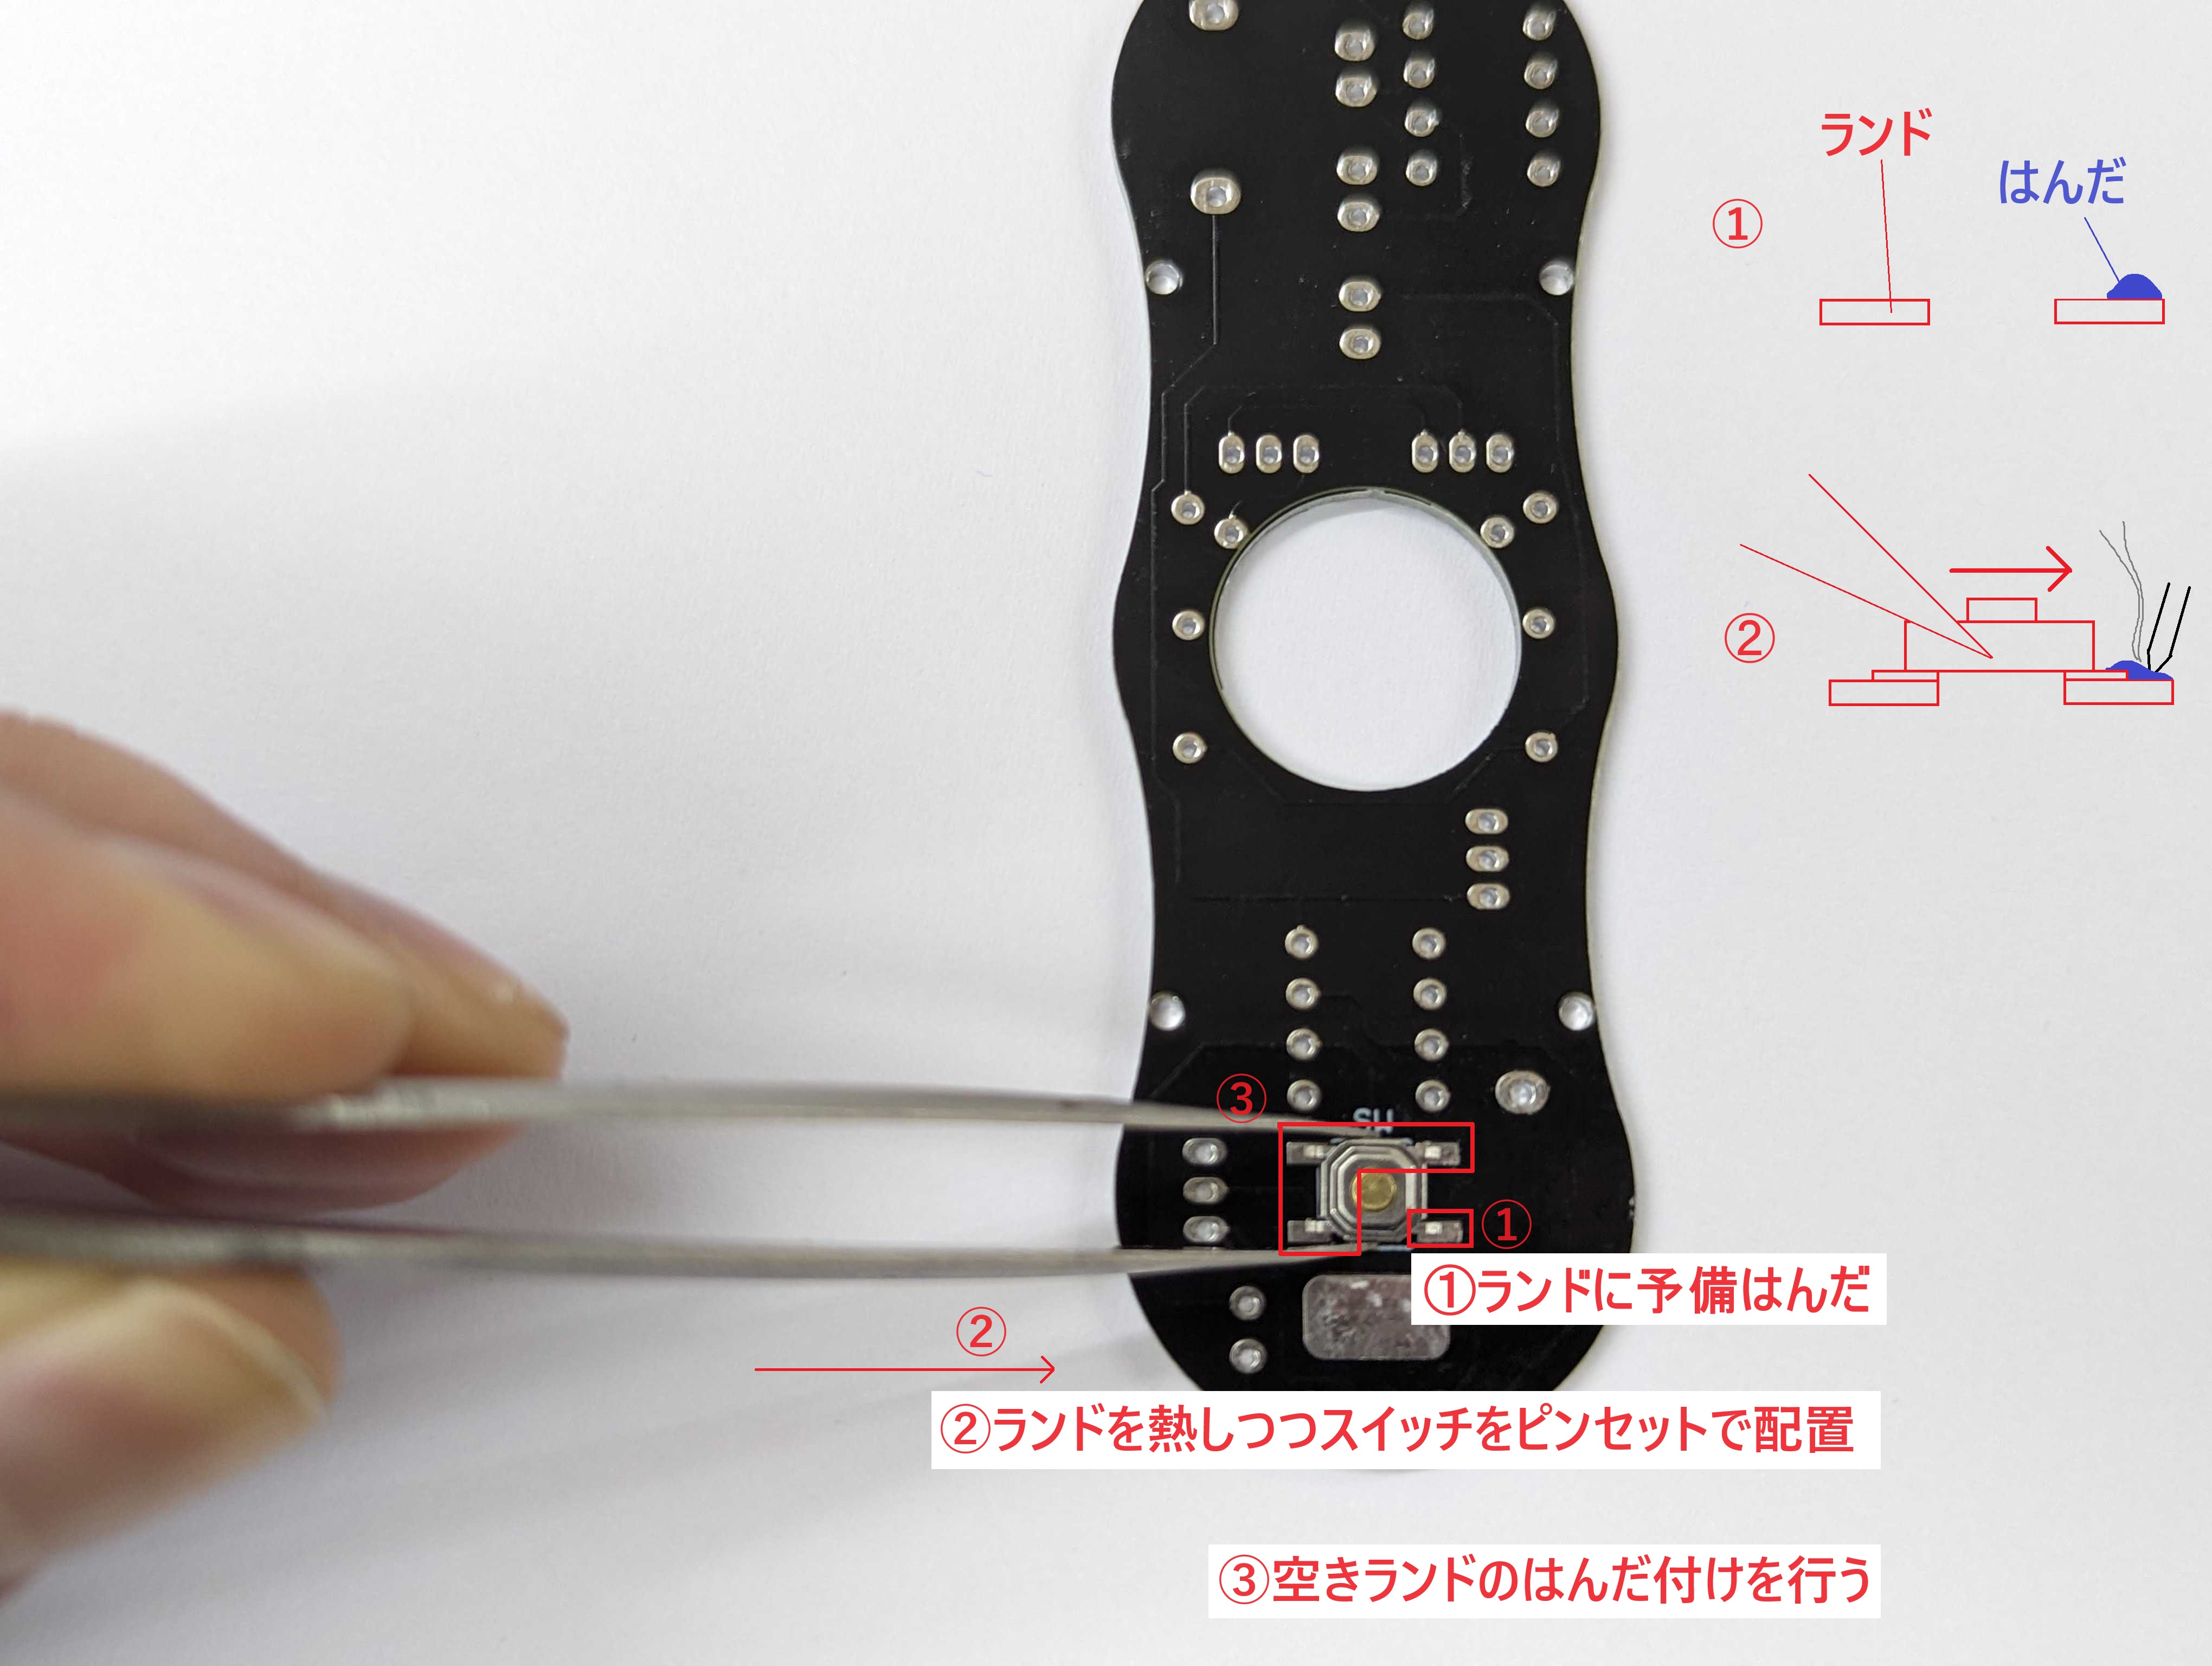 ランド
はんだ
①
②
③
SH
①
①ランドに予備はんだ
②
②ランドを熱しつつスイッチをピンセットで配置
③空きランドのはんだ付けを行う